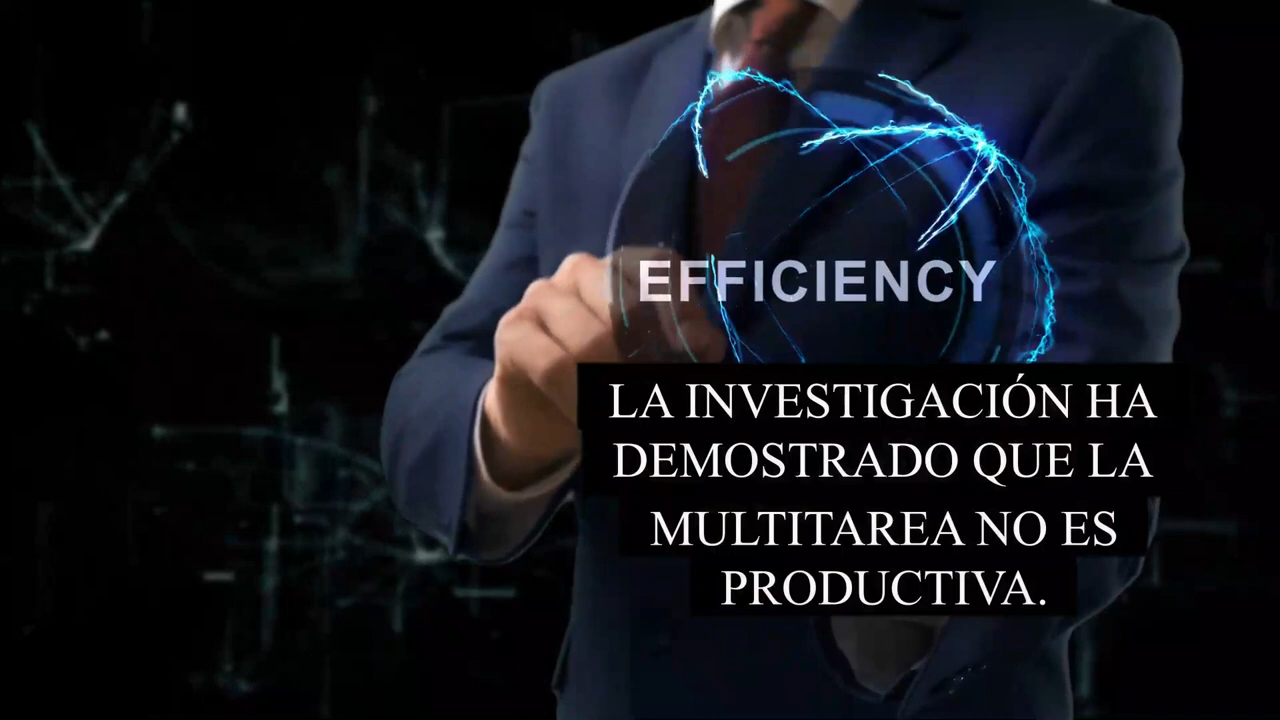 EFFICIENCY
LA INVESTIGACIÓN HA
DEMOSTRADO QUE LA
MULTITAREA NO ES
PRODUCTIVA.